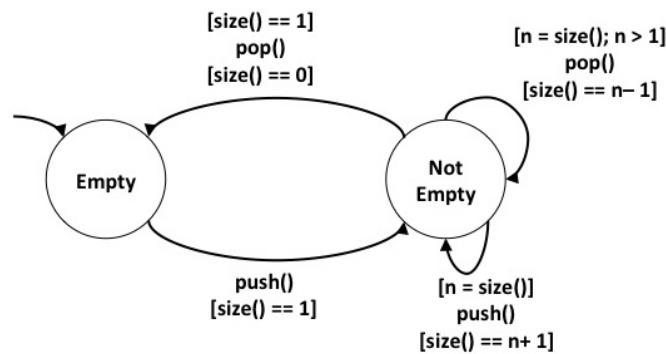 [size() == 1]
pop()
[size() == 0]
[n = size(); n > 1]
pop()
[size() == n– 1]
Empty
Not
Empty
push()
[size() == 1]
[n = size()]
push()
[size() == n+ 1]